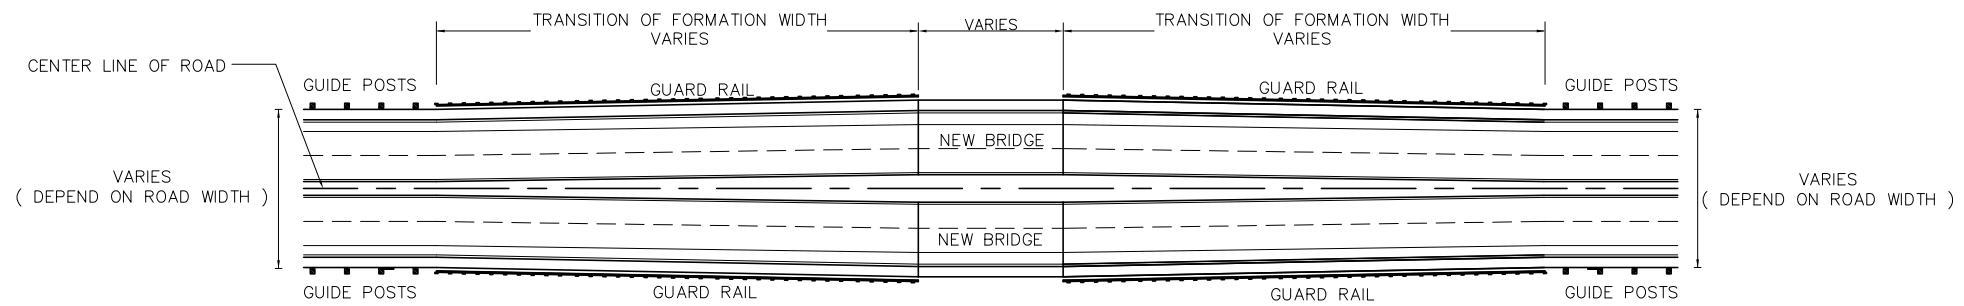 TRANSITION OF FORMATION WIDTH
VARIES
VARIES
TRANSITION OF FORMATION WIDTH
VARIES
CENTER LINE OF ROAD
GUIDE POSTS
GUARD RAIL
GUARD RAIL
GUIDE POSTS
NEW BRIDGE
VARIES
( DEPEND ON ROAD WIDTH )
VARIES
( DEPEND ON ROAD WIDTH )
NEW BRIDGE
GUIDE POSTS
GUARD RAIL
GUARD RAIL
GUIDE POSTS